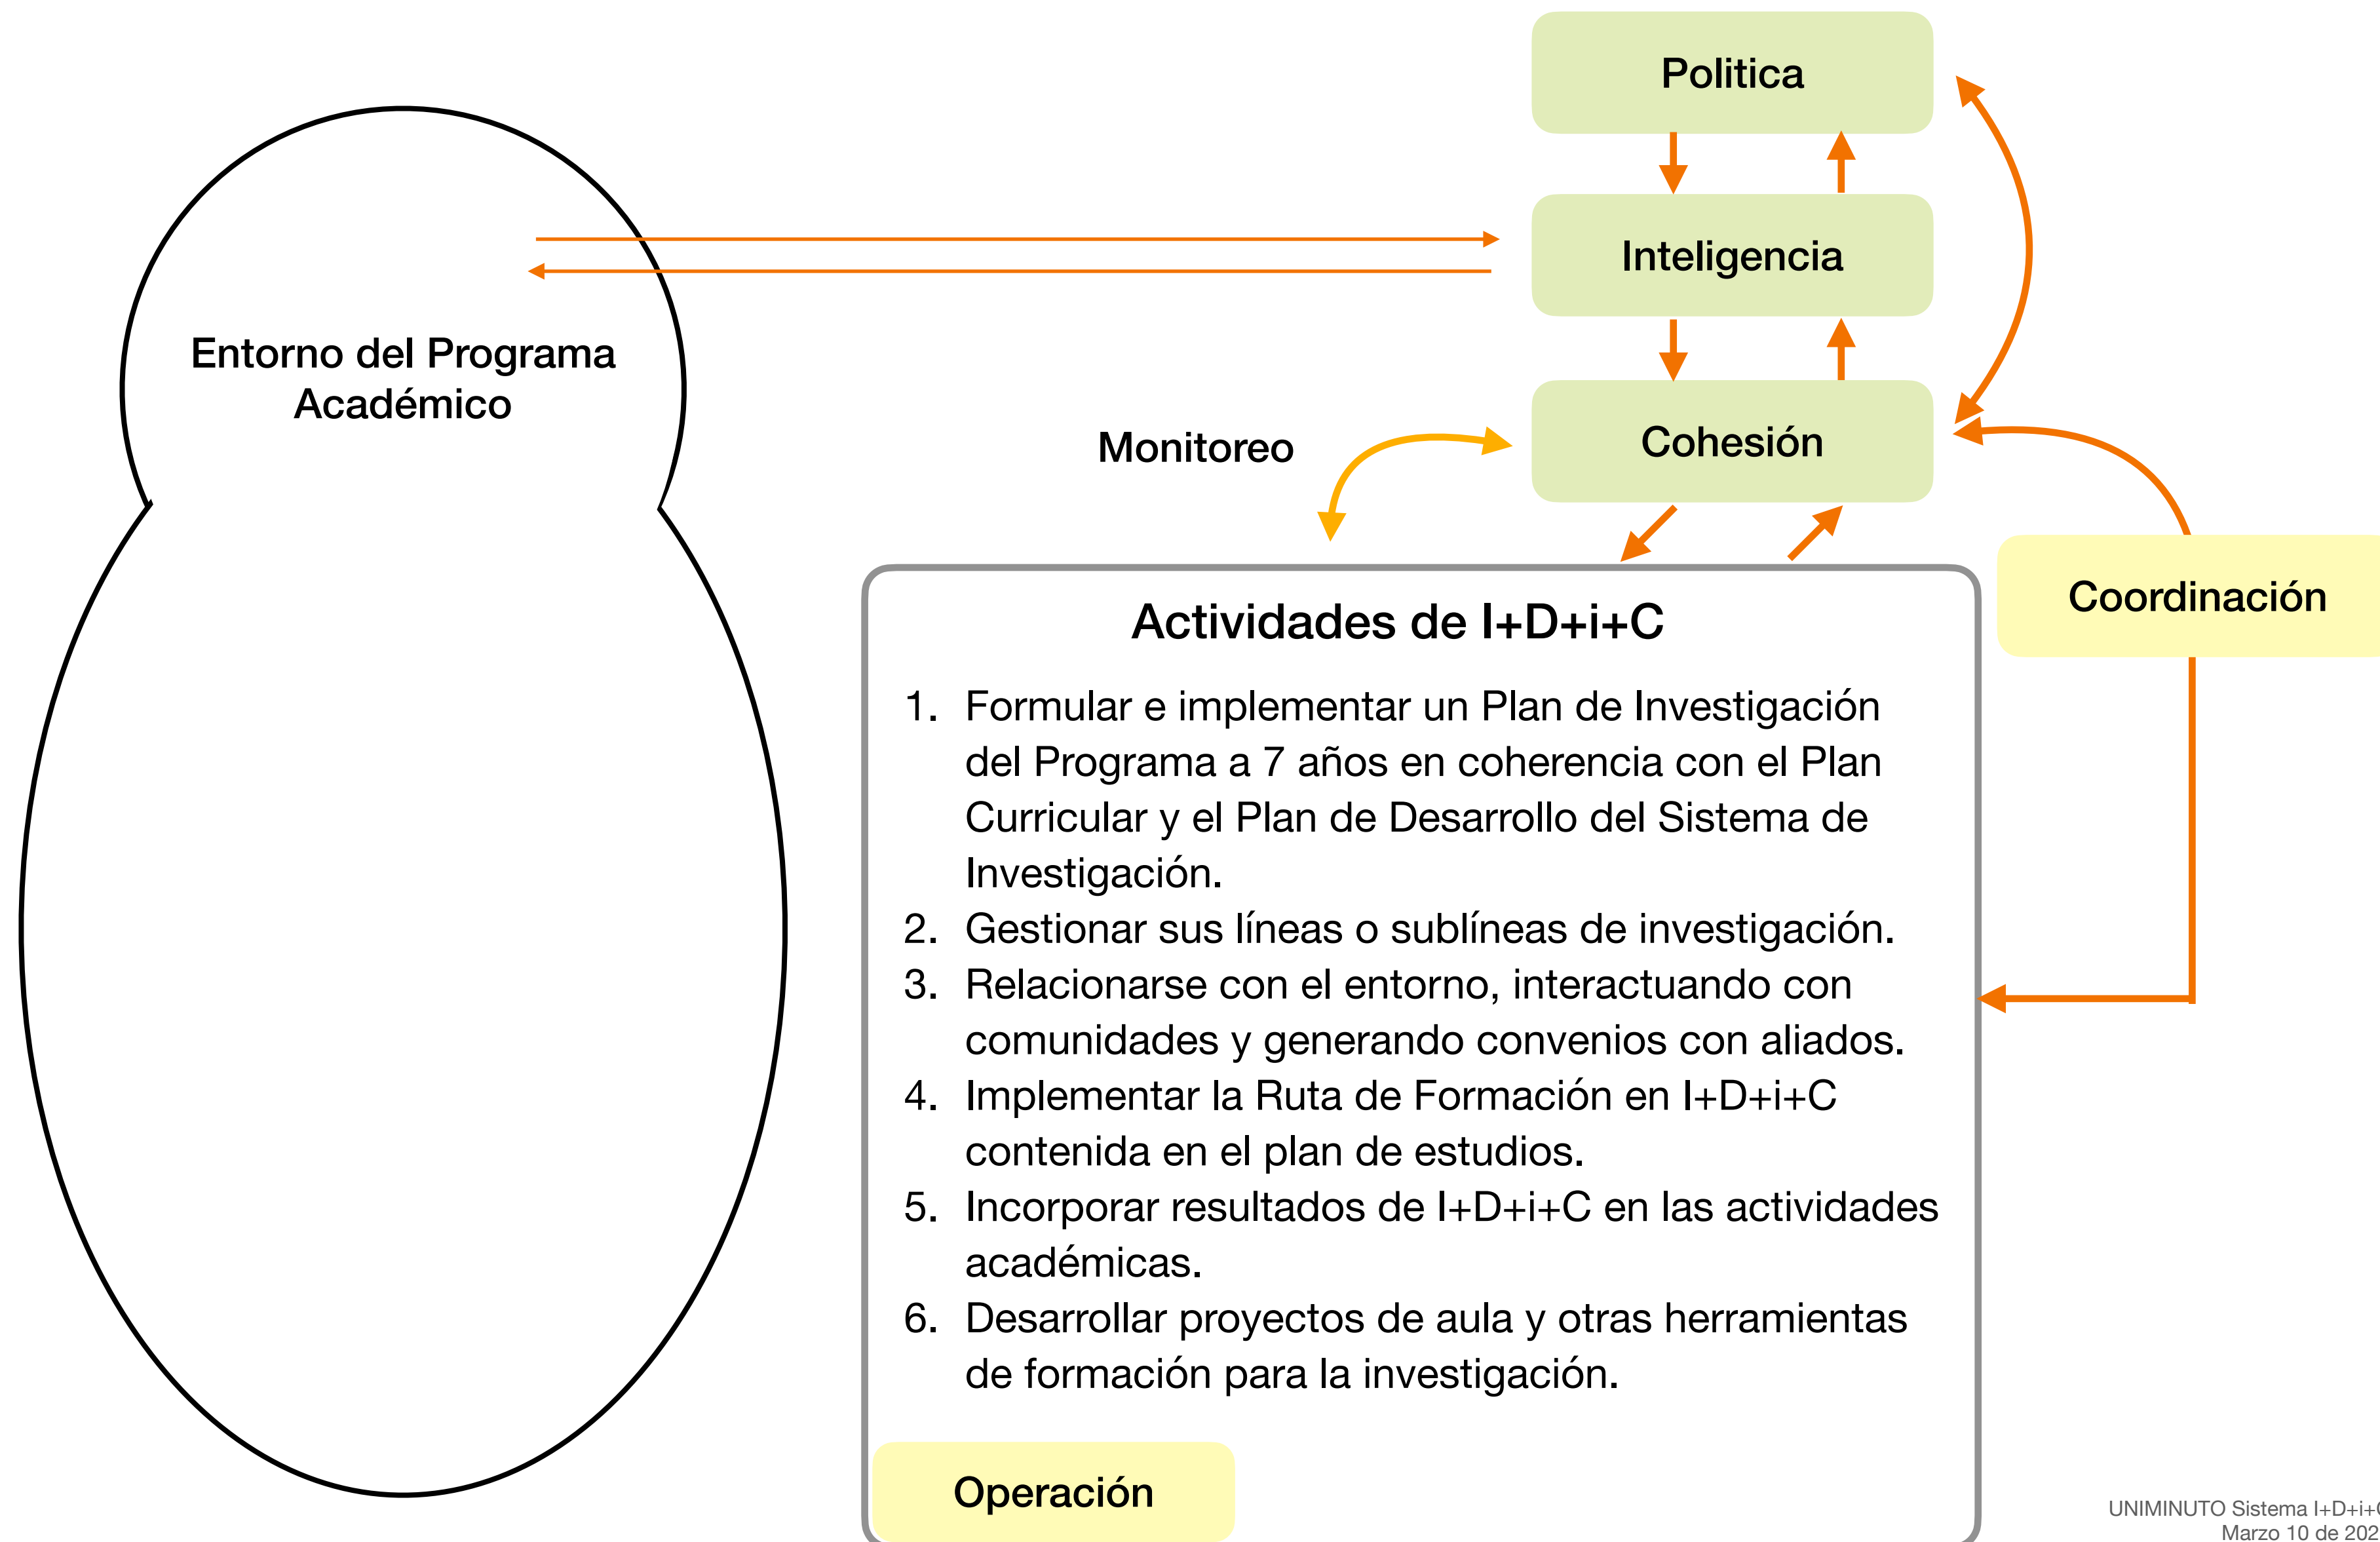 Politica
Inteligencia
Entorno del Programa
Académico
Monitoreo
Cohesión
Coordinación
Actividades de I+D+i+C
1. Formular e implementar un Plan de Investigación
del Programa a 7 años en coherencia con el Plan
Curricular y el Plan de Desarrollo del Sistema de
Investigación.
2. Gestionar sus líneas o sublíneas de investigación.
3. Relacionarse con el entorno, interactuando con
comunidades y generando convenios con aliados.
4. Implementar la Ruta de Formación en I+D+i+C
contenida en el plan de estudios.
5. Incorporar resultados de I+D+i+C en las actividades
académicas.
6. Desarrollar proyectos de aula y otras herramientas
de formación para la investigación.
Operación
UNIMINUTO Sistema I+D+i+C
Marzo 10 de 202